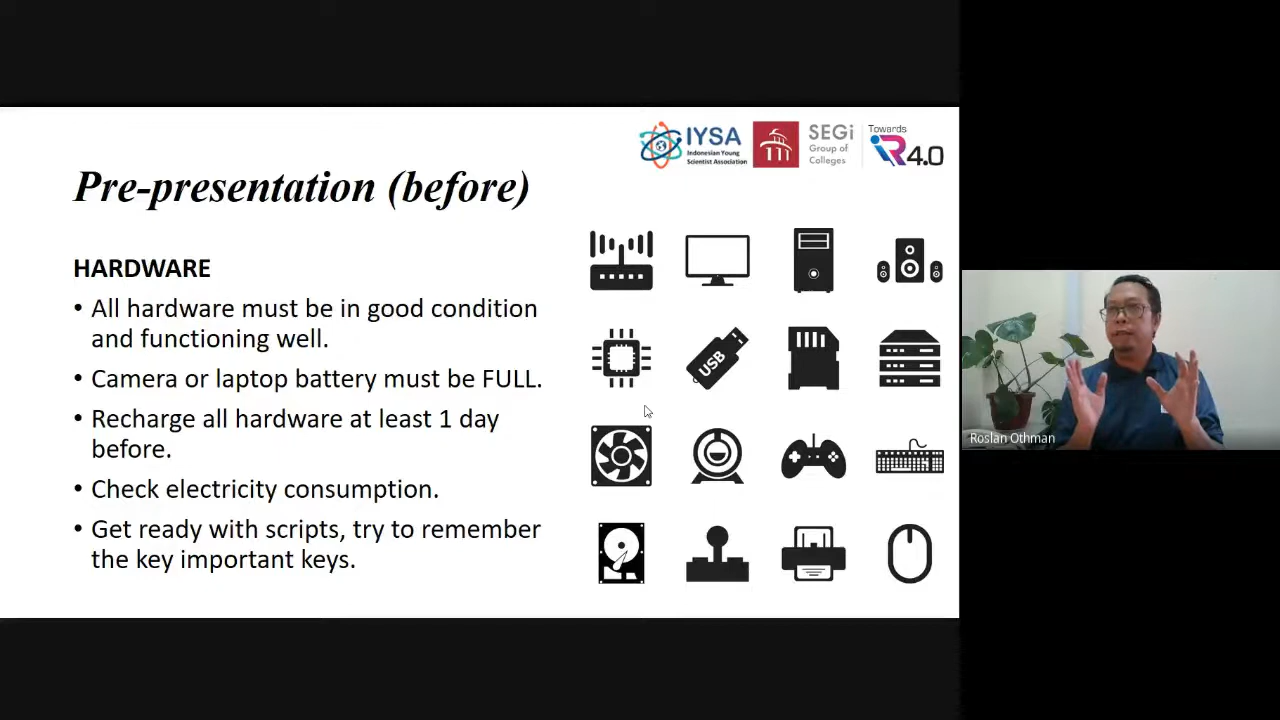 IYSA
Indonesian Young
Scientist Association
SEGi
Group of
Colleges
Towards
iR4.0
Pre-presentation (before)
HARDWARE
• All hardware must be in good condition
and functioning well.
• Camera or laptop battery must be FULL.
• Recharge all hardware at least 1 day
before.
• Check electricity consumption.
• Get ready with scripts, try to remember
the key important keys.
USB
Roslan Othman